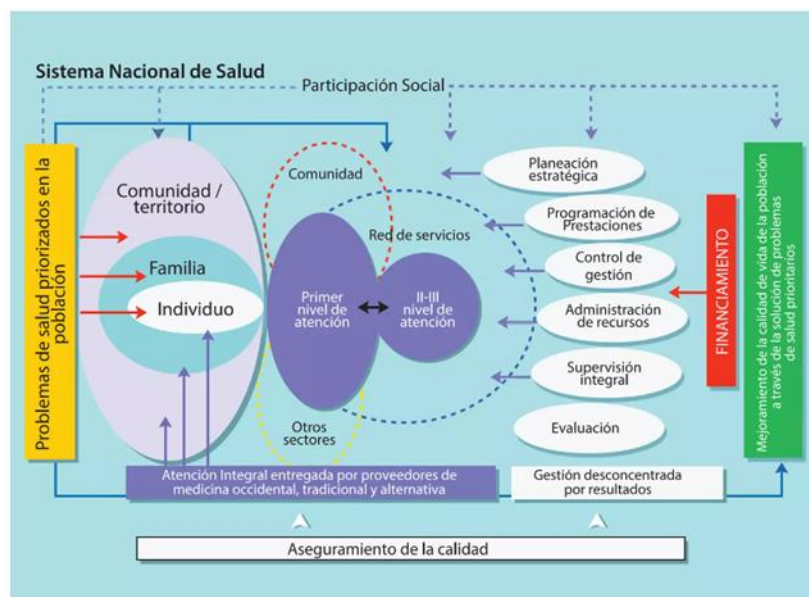 Sistema Nacional de Salud
Participación Social
Problemas de salud priorizados en la
población
Comunidad /
territorio
Familia
Individuo
Comunidad
Red de servicios
Primer
nivel de
atención
II-III
nivel de
atención
Otros
sectores
Planeación
estratégica
Programación de
Prestaciones
Control de
gestión
Administración
de recursos
Supervisión
integral
Evaluación
FINANCIAMIENTO
Mejoramiento de la calidad de vida de la población
a través de la solución de problemas
de salud prioritarios
Atención Integral entregada por proveedores de
medicina occidental, tradicional y alternativa
Gestión desconcentrada
por resultados
Aseguramiento de la calidad